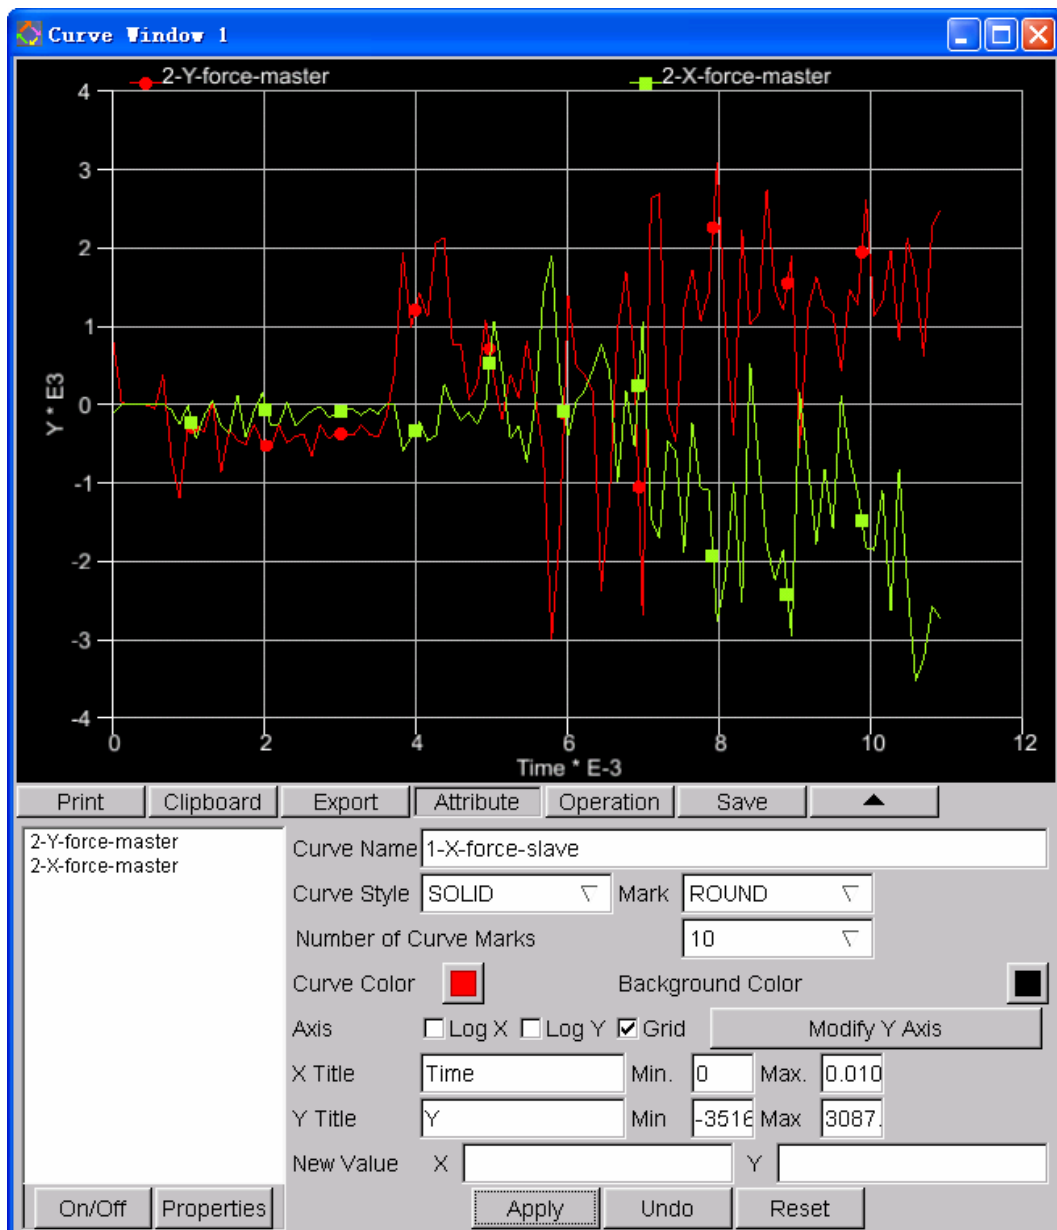 Curve Window 1
2-Y-force-master 2-X-force-master
4
3
2
1
0
-1
-2
-3
-4
Y * E3
0 2 4 6 8 10 12
Time * E-3
Print Clipboard Export Attribute Operation Save
2-Y-force-master
2-X-force-master
Curve Name 1-X-force-slave
Curve Style SOLID Mark ROUND
Number of Curve Marks 10
Curve Color Background Color
Axis Log X Log Y Grid Modify Y Axis
X Title Time Min. 0 Max. 0.010
Y Title Y Min -3516 Max 3087.
New Value X Y
On/Off Properties Apply Undo Reset